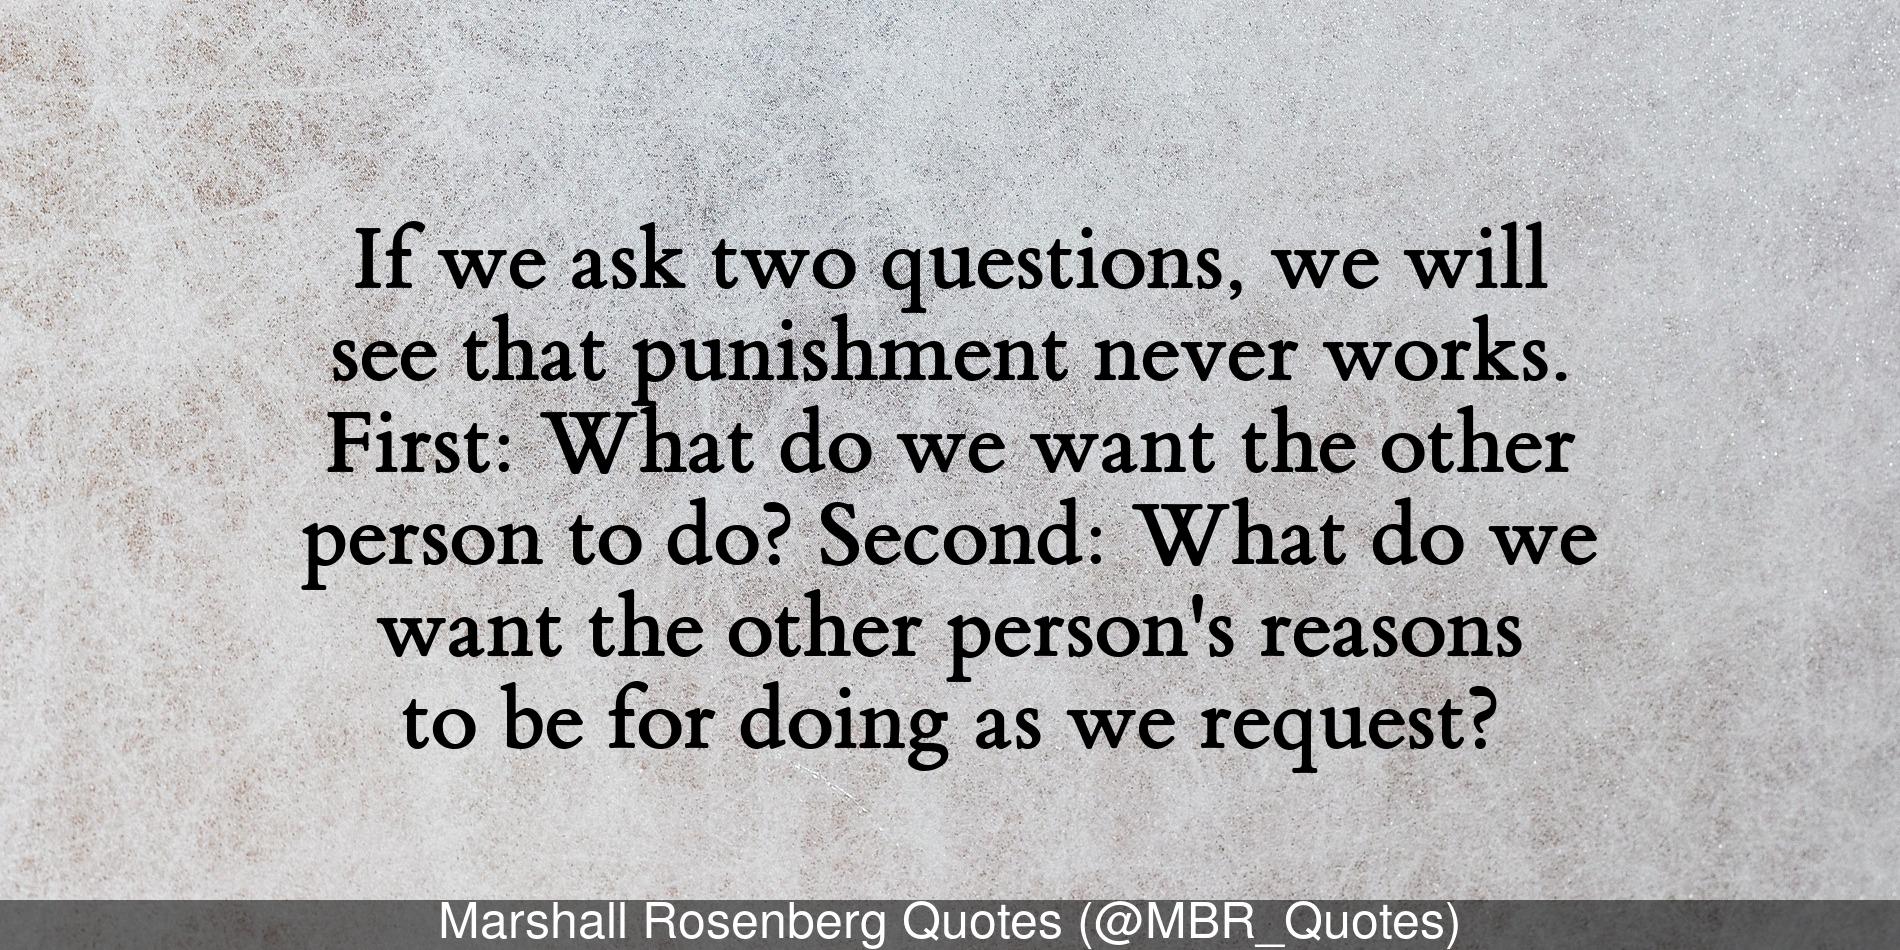 If we ask two questions, we will
see that punishment never works.
First: What do we want the other
person to do? Second: What do we
want the other person's reasons
to be for doing as we request?
Marshall Rosenberg Quotes (@MBR_Quotes)